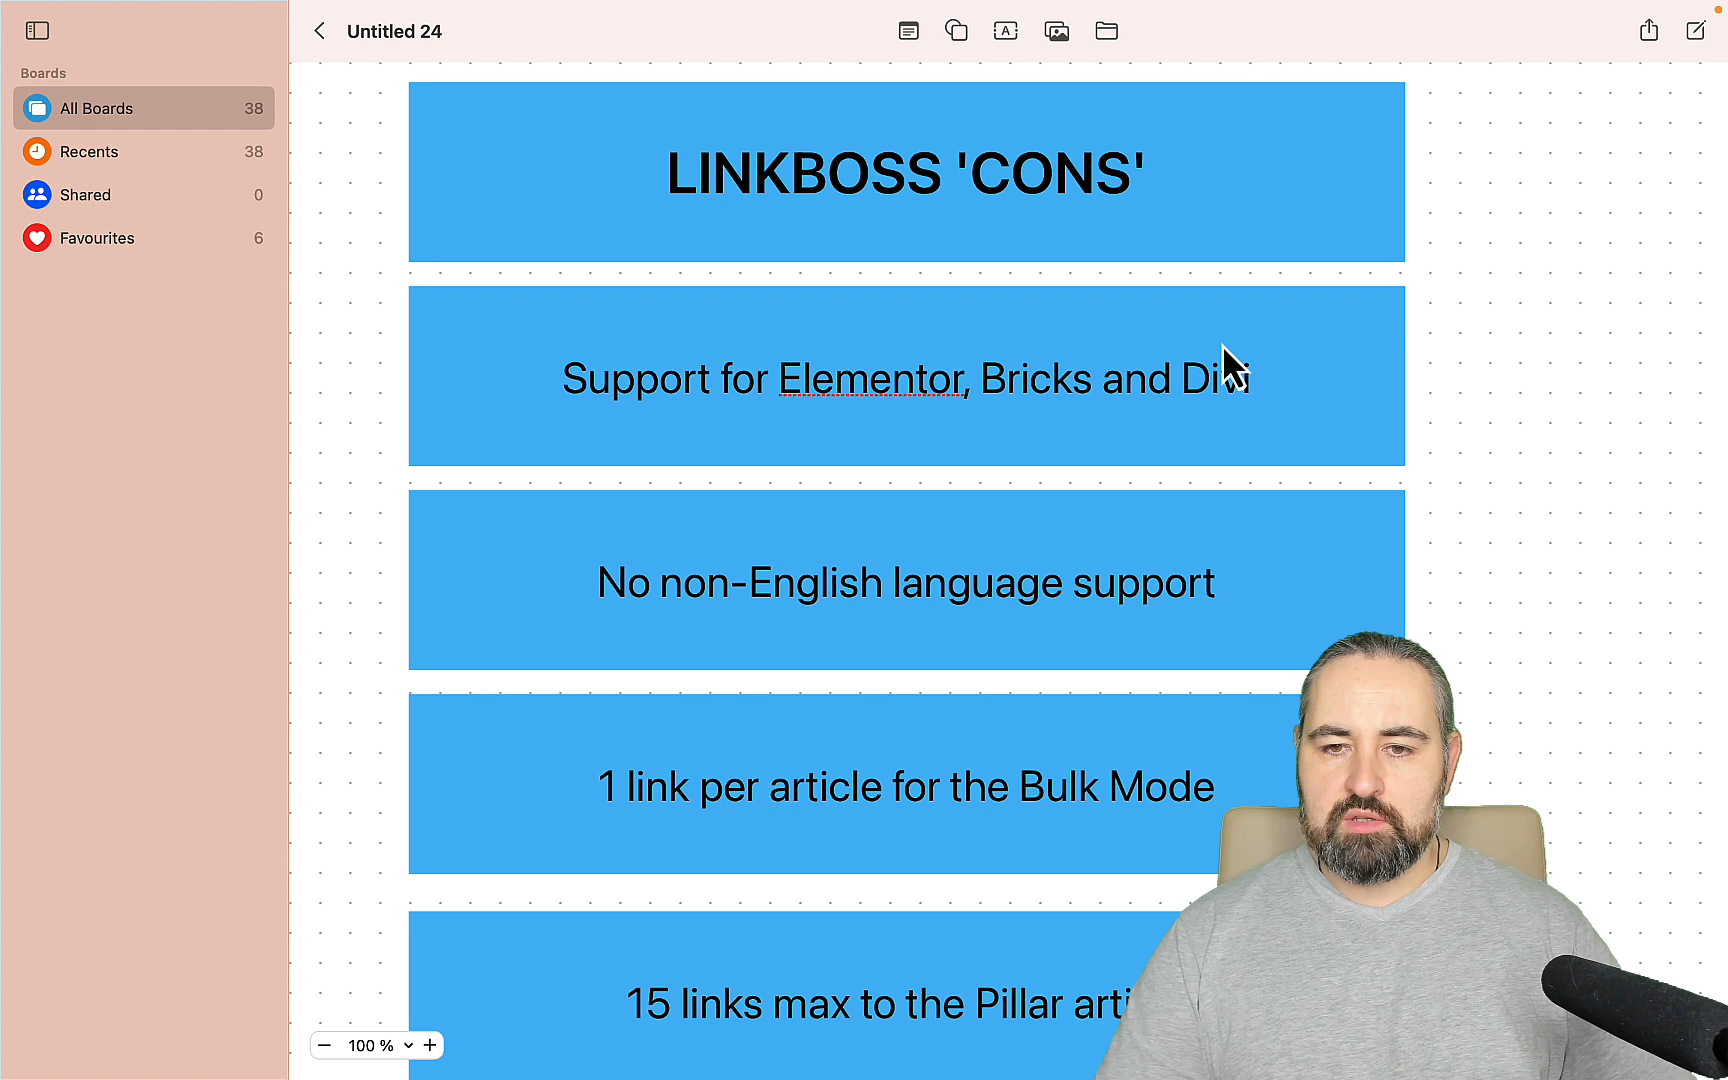 Untitled 24
Boards
All Boards 38
Recents 38
Shared 0
Favourites 6
LINKBOSS 'CONS'
Support for Elementor, Bricks and Divi
No non-English language support
1 link per article for the Bulk Mode
15 links max to the Pillar
100 %